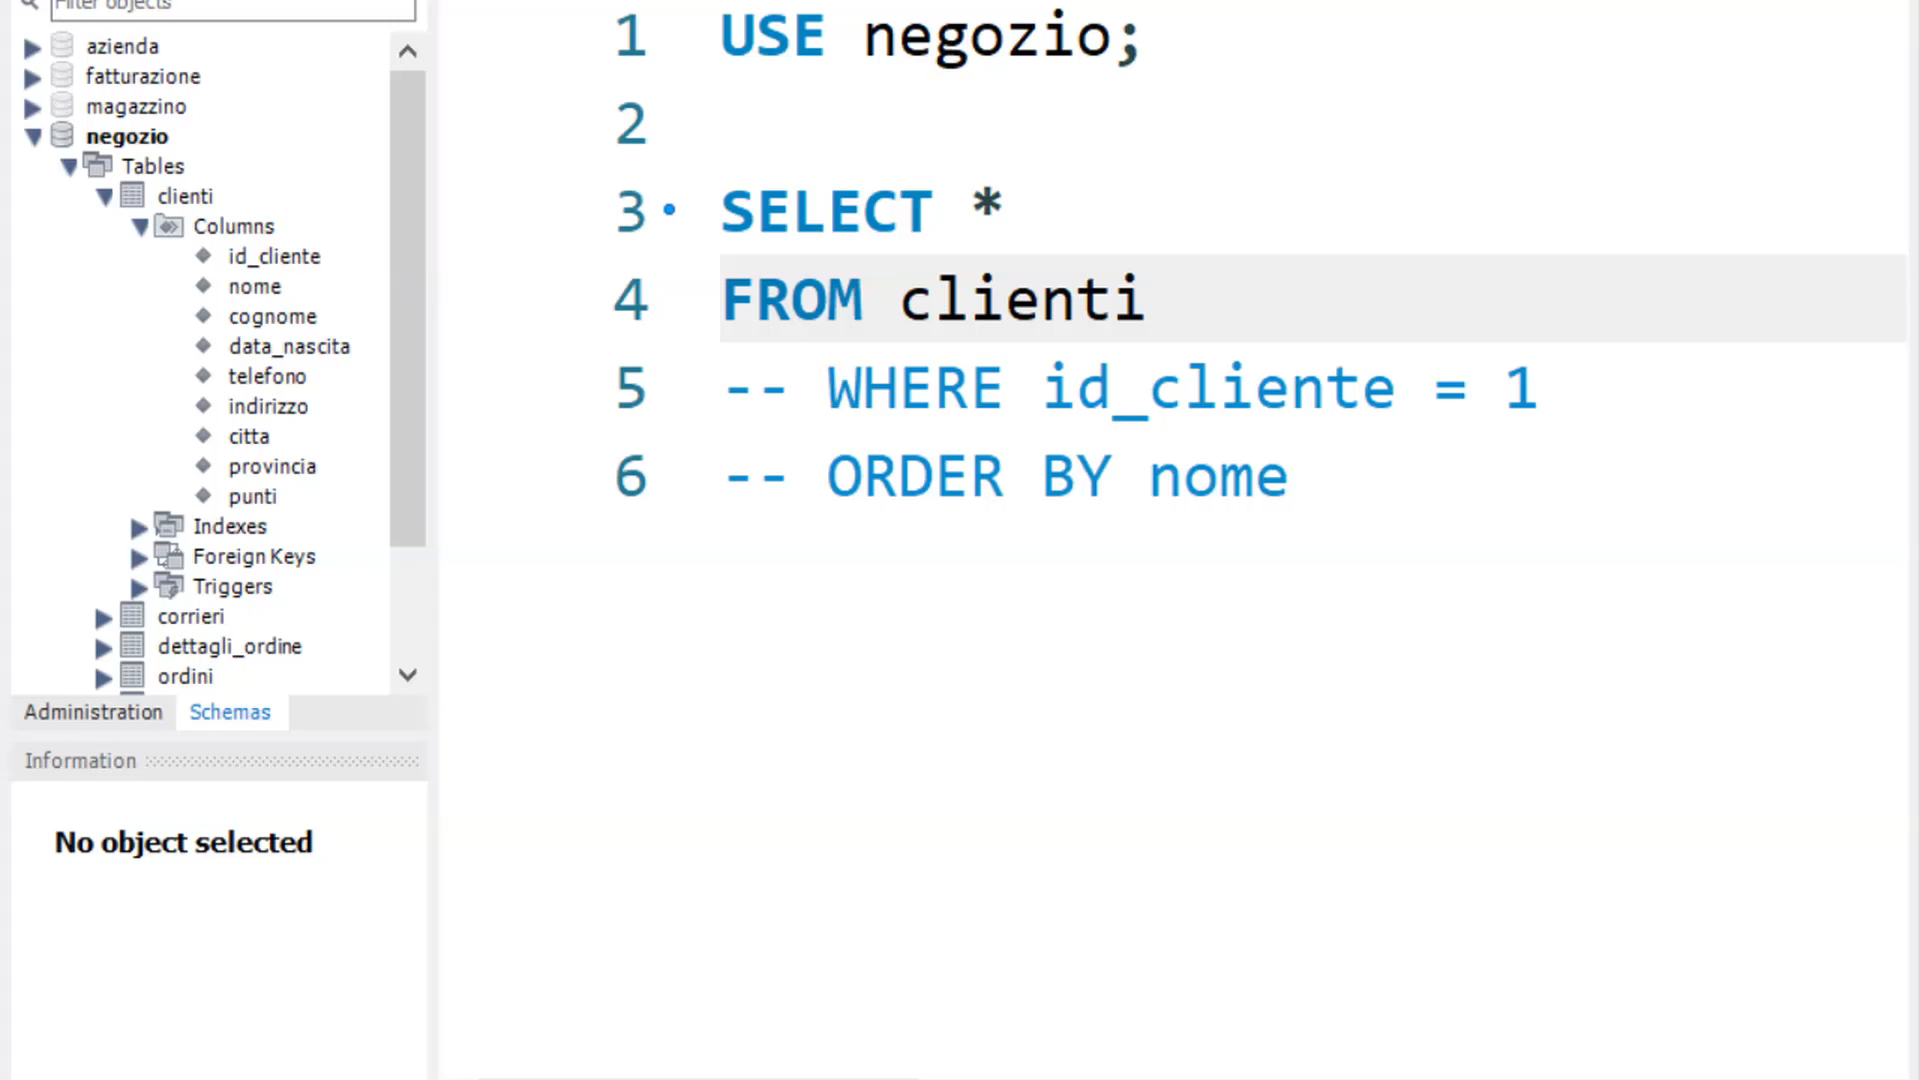 Filter objects
azienda
fatturazione
magazzino
negozio
Tables
clienti
Columns
id_cliente
nome
cognome
data_nascita
telefono
indirizzo
citta
provincia
punti
Indexes
Foreign Keys
Triggers
corrieri
dettagli_ordine
ordini
Administration Schemas
Information
No object selected
1 USE negozio;
2
3 SELECT *
4 FROM clienti
5 -- WHERE id_cliente = 1
6 -- ORDER BY nome